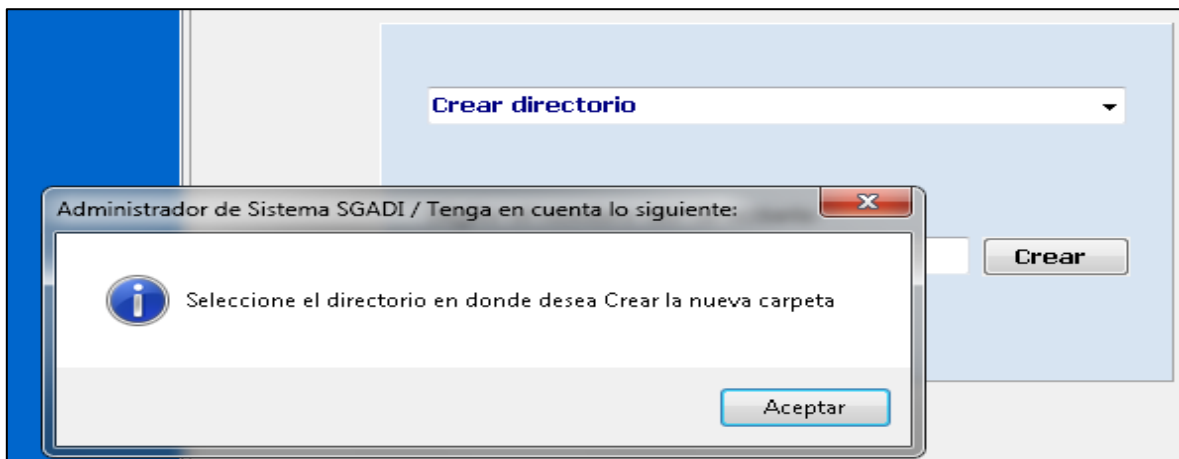 Crear directorio
Administrador de Sistema SGADI / Tenga en cuenta lo siguiente:
Crear
Seleccione el directorio en donde desea Crear la nueva carpeta
Aceptar